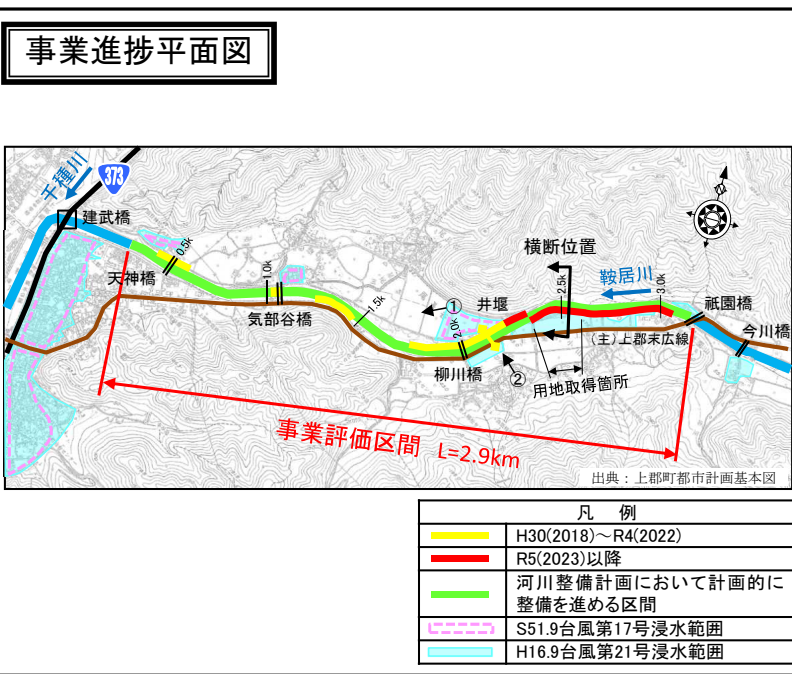 事業進捗平面図
千種川
373
建武橋
天神橋
0.5k
1.0k
気部谷橋
1.5k
①
2.0k
井堰
柳川橋
②
横断位置
2.5k
鞍居川
3.0k
祇園橋
今川橋
(主)上郡末広線
用地取得箇所
事業評価区間 L=2.9km
出典：上郡町都市計画基本図
凡 例
H30(2018)～R4(2022)
R5(2023)以降
河川整備計画において計画的に
整備を進める区間
S51.9台風第17号浸水範囲
H16.9台風第21号浸水範囲